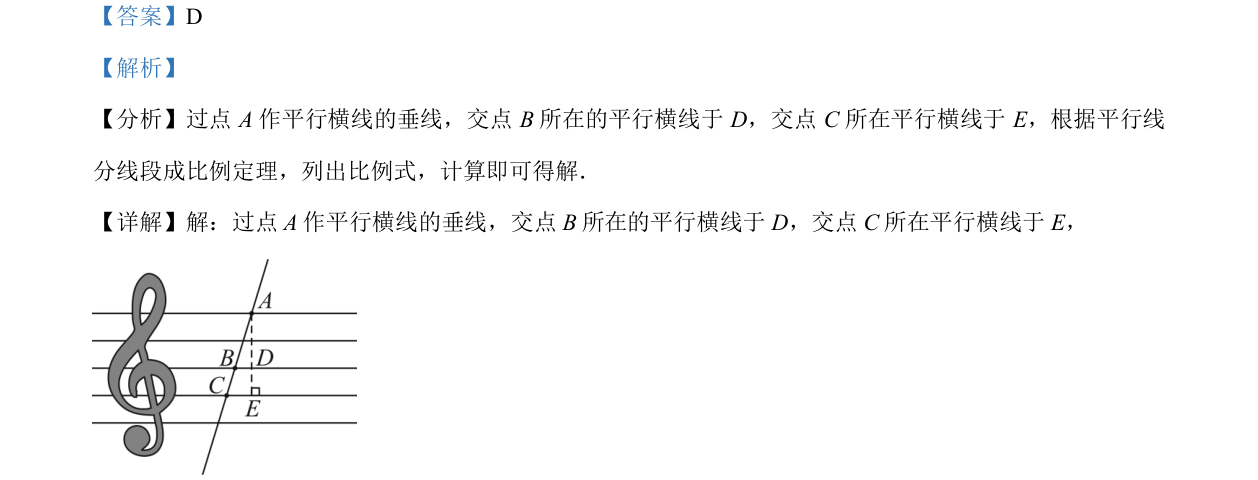 【答案】D
【解析】
【分析】过点 A 作平行横线的垂线，交点 B 所在的平行横线于 D，交点 C 所在平行横线于 E，根据平行线
分线段成比例定理，列出比例式，计算即可得解．
【详解】解：过点 A 作平行横线的垂线，交点 B 所在的平行横线于 D，交点 C 所在平行横线于 E，
A
B D
C
E